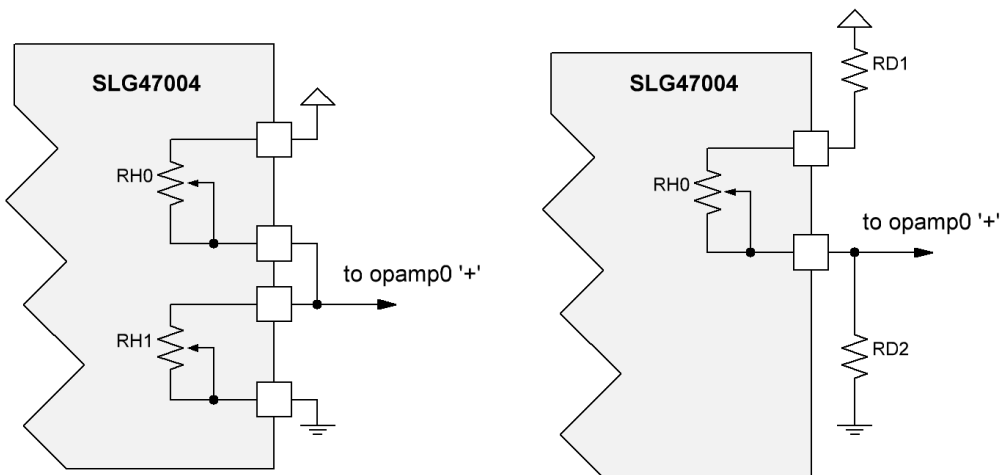 SLG47004
RH0
to opamp0 '+'
RH1
SLG47004
RD1
RH0
to opamp0 '+'
RD2